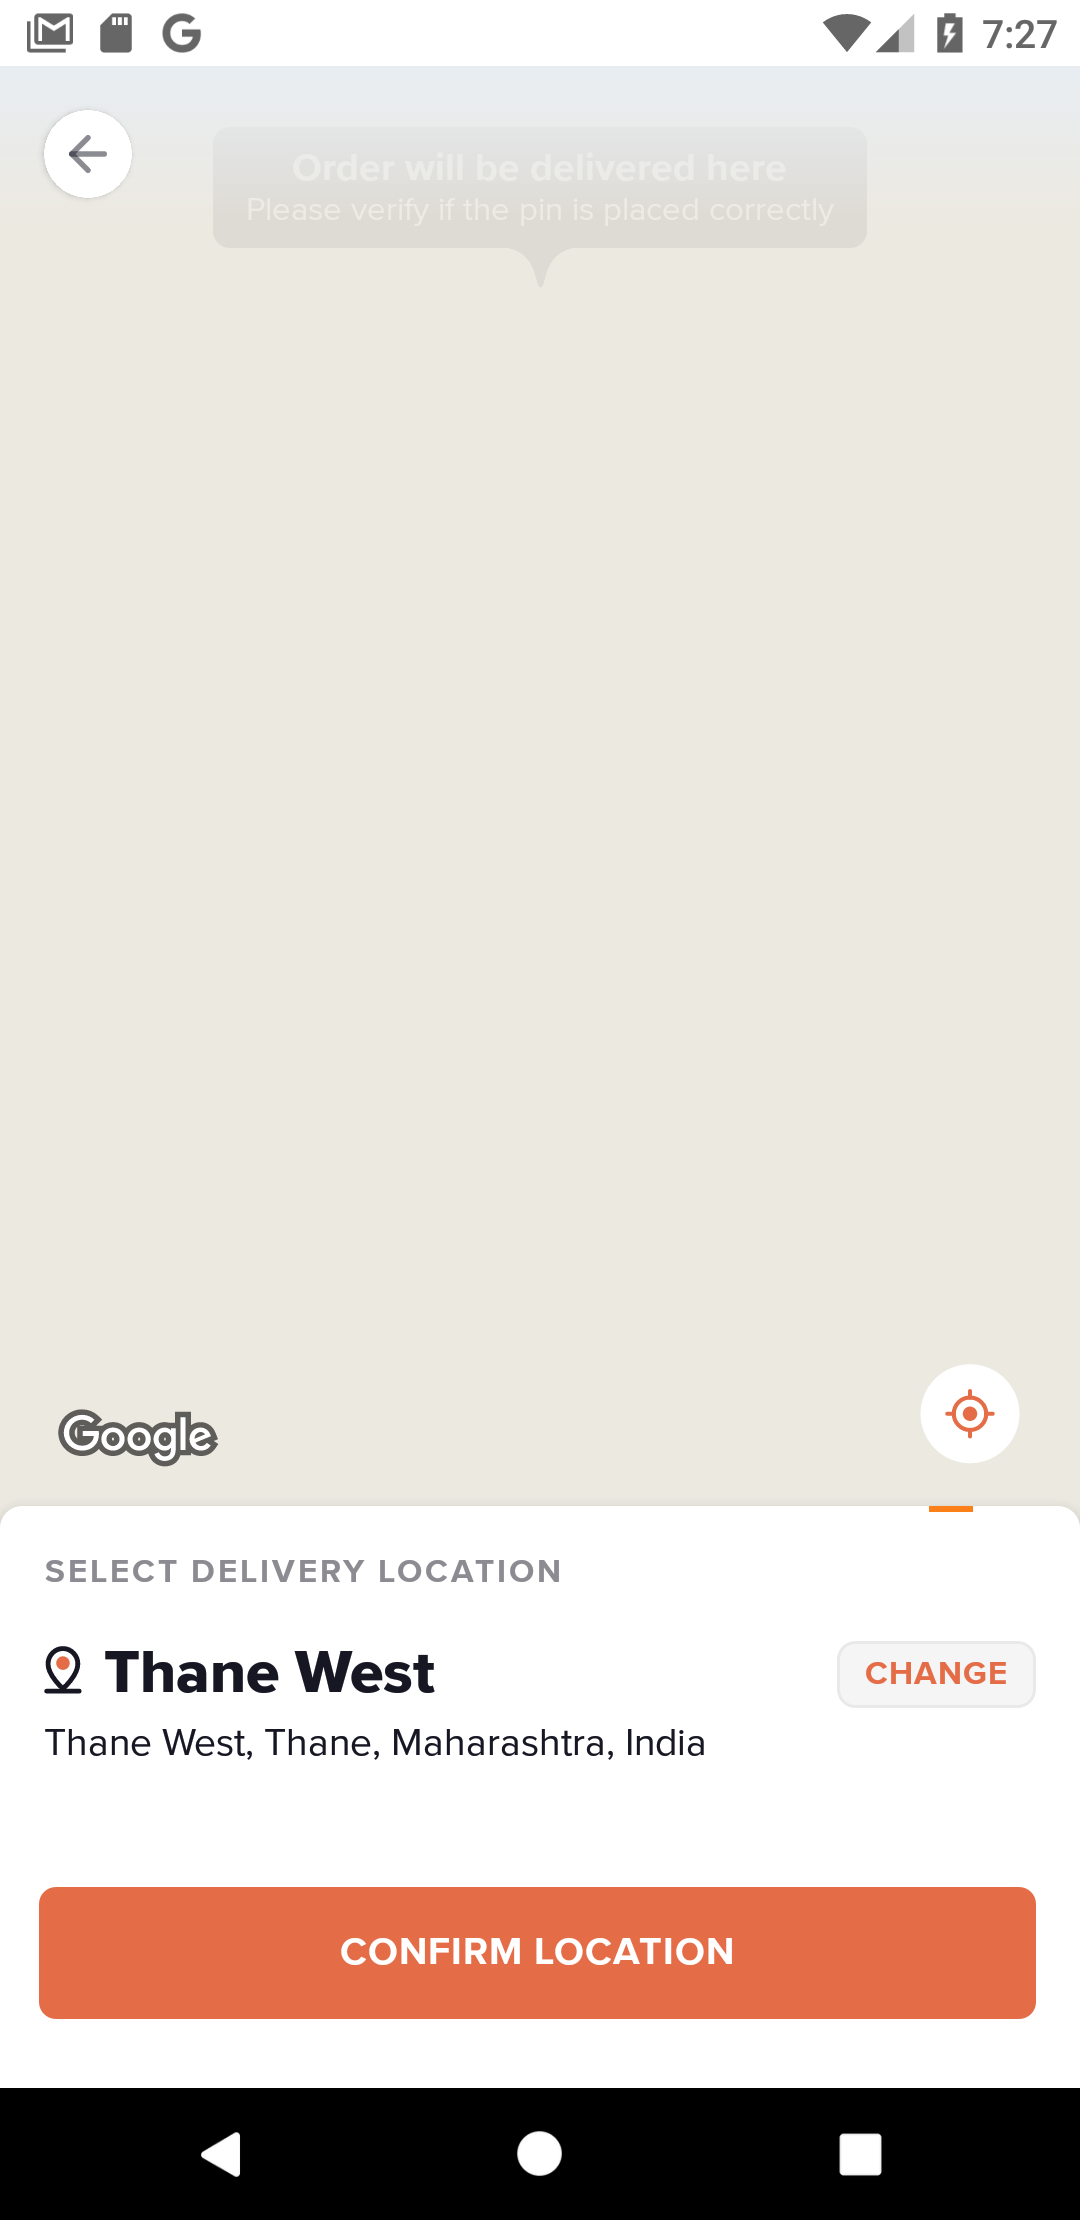 7:27
Order will be delivered here
Please verify if the pin is placed correctly
Google
SELECT DELIVERY LOCATION
Thane West
CHANGE
Thane West, Thane, Maharashtra, India
CONFIRM LOCATION